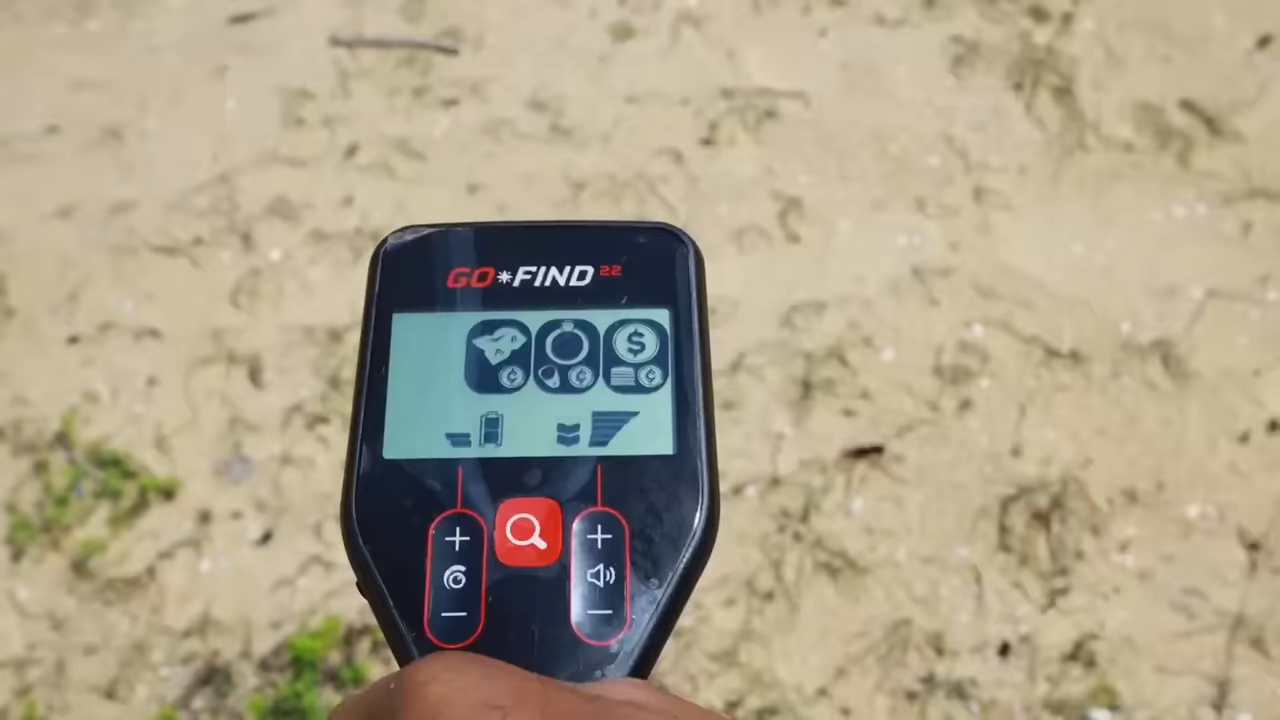 GO*FIND 22
$
+ +
− −